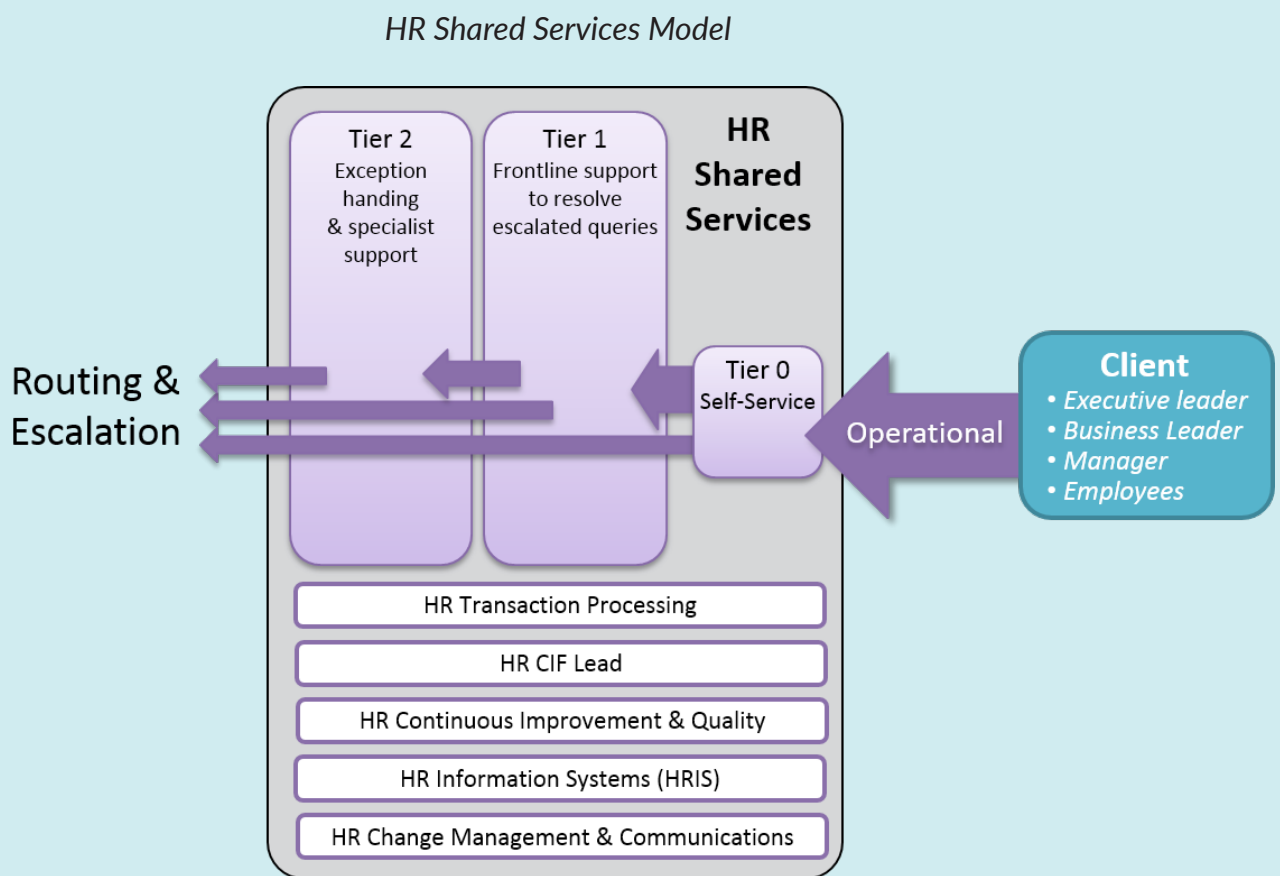 HR Shared Services Model
Tier 2
Exception
handing
& specialist
support
Tier 1
Frontline support
to resolve
escalated queries
HR
Shared
Services
Routing &
Escalation
Tier 0
Self-Service
Operational
Client
• Executive leader
• Business Leader
• Manager
• Employees
HR Transaction Processing
HR CIF Lead
HR Continuous Improvement & Quality
HR Information Systems (HRIS)
HR Change Management & Communications